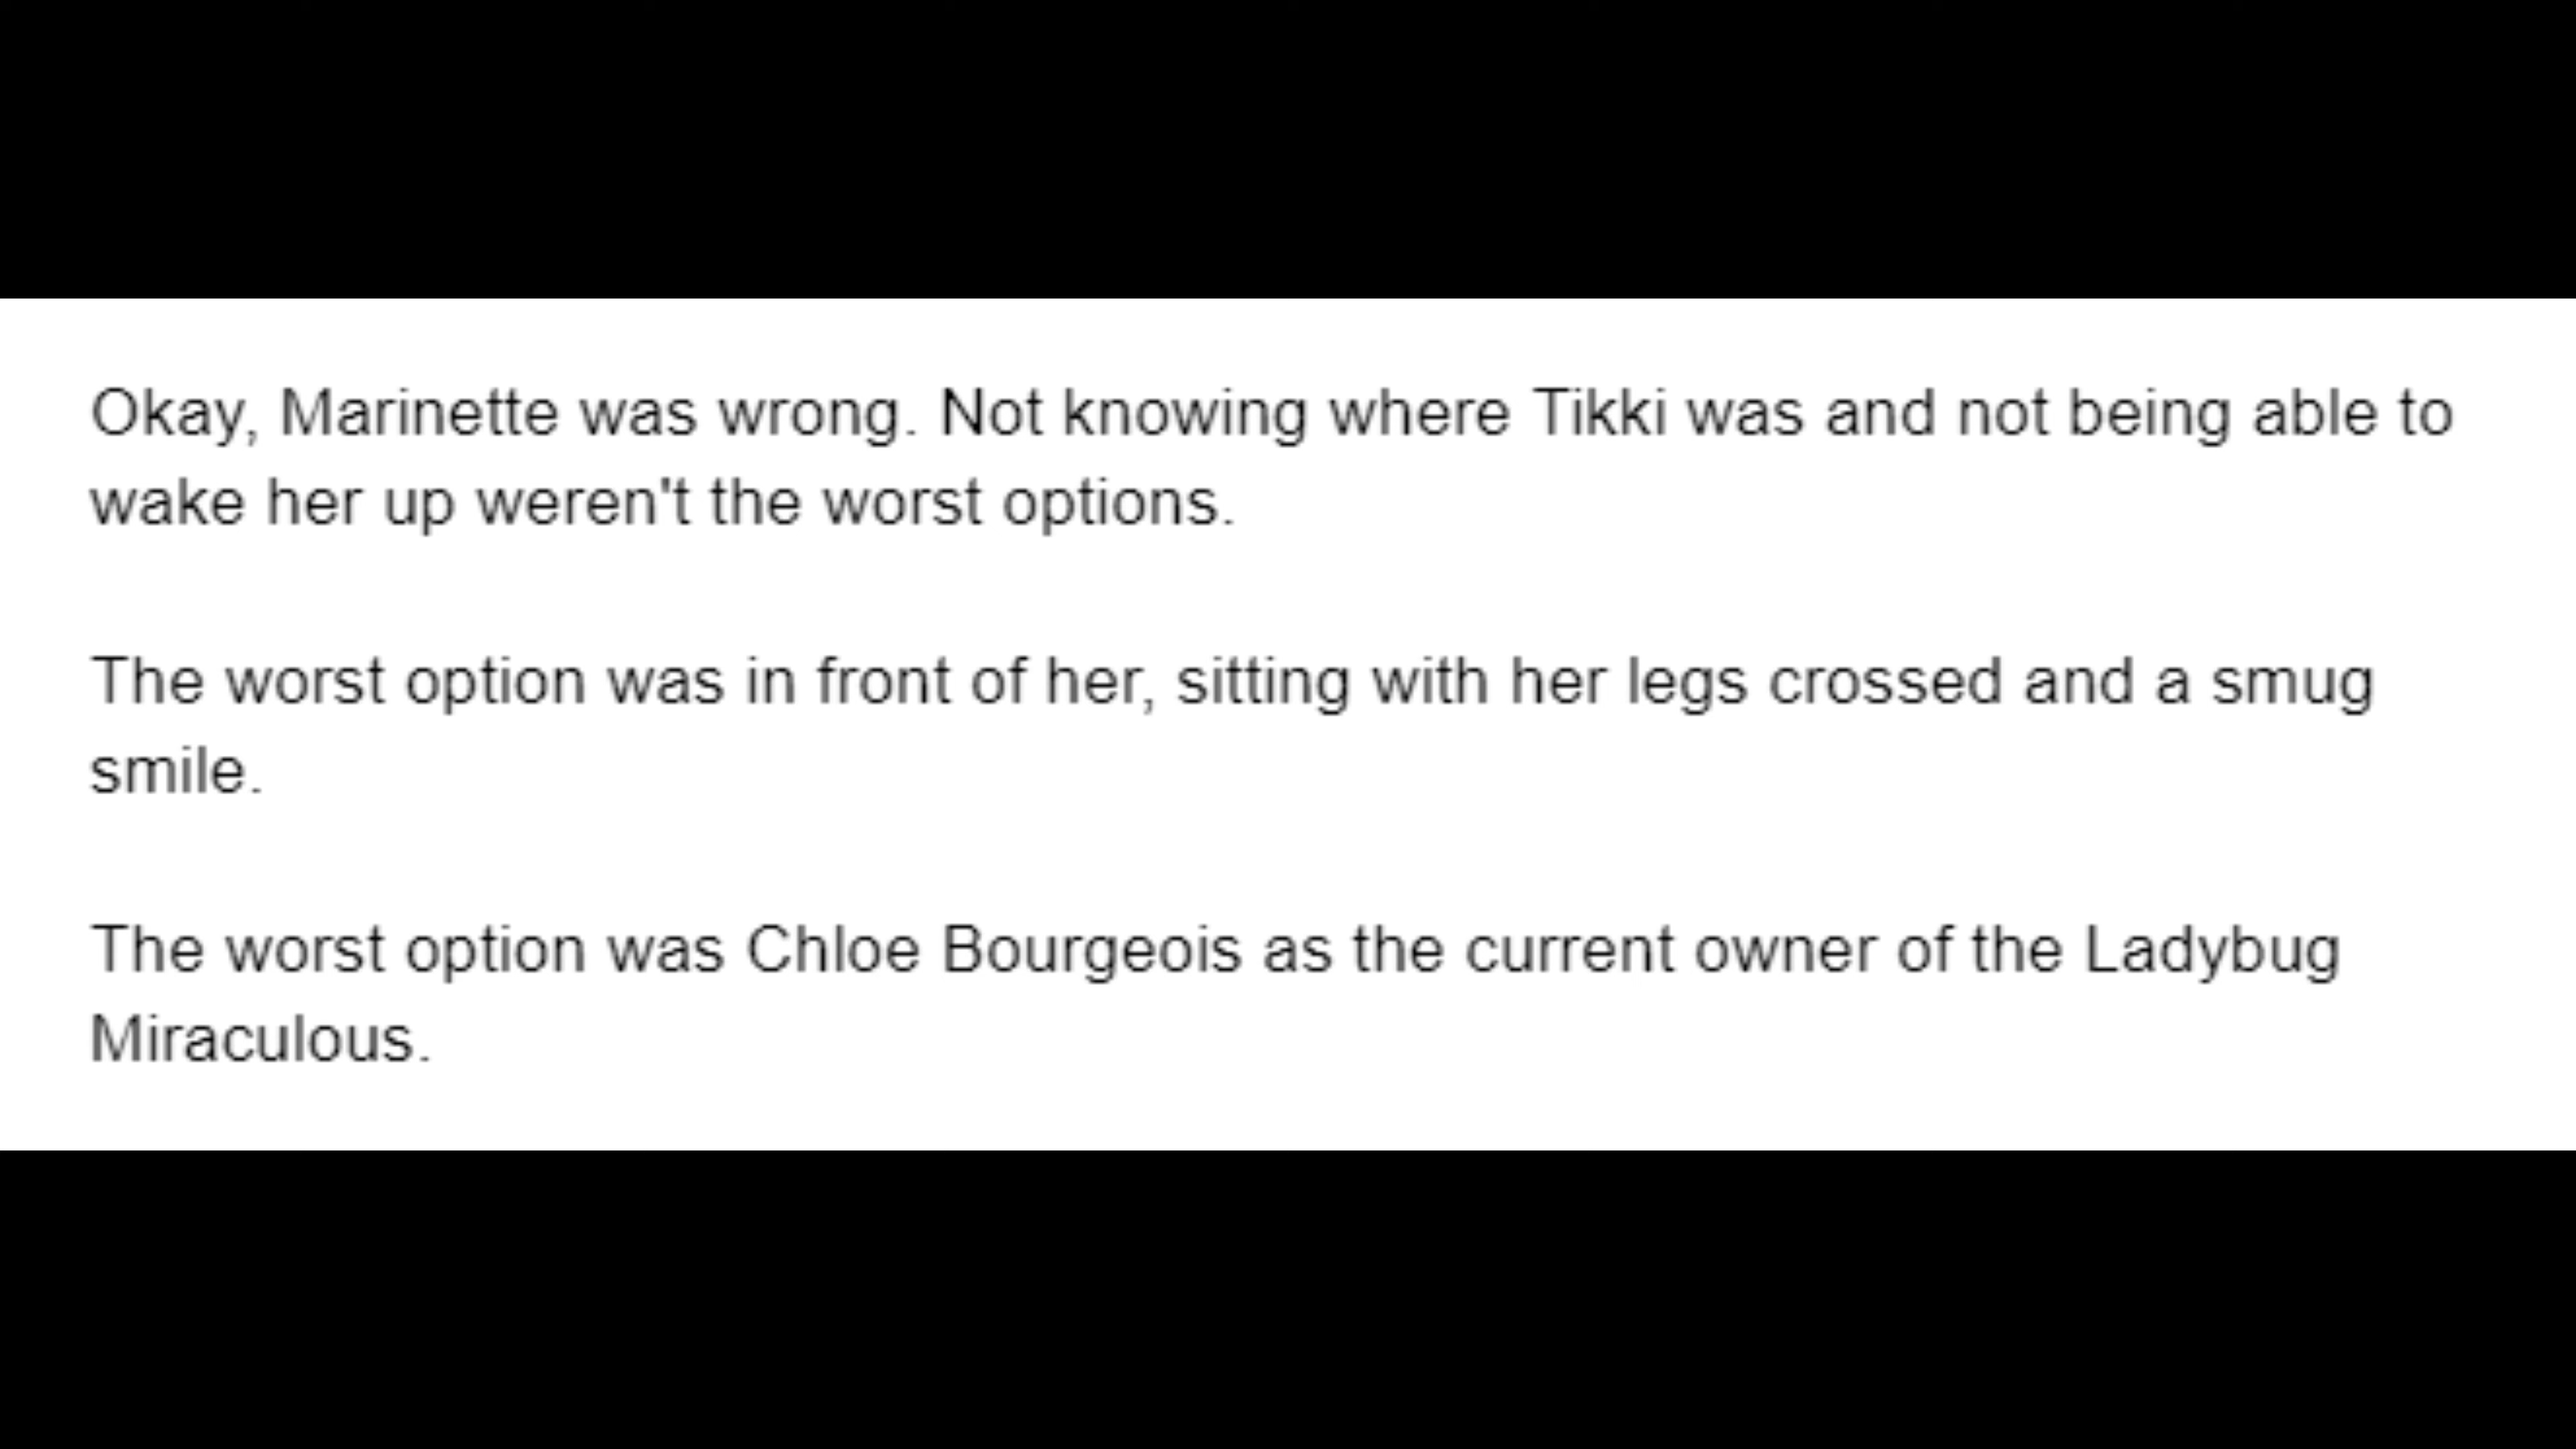 Okay, Marinette was wrong. Not knowing where Tikki was and not being able to
wake her up weren't the worst options.
The worst option was in front of her, sitting with her legs crossed and a smug
smile.
The worst option was Chloe Bourgeois as the current owner of the Ladybug
Miraculous.